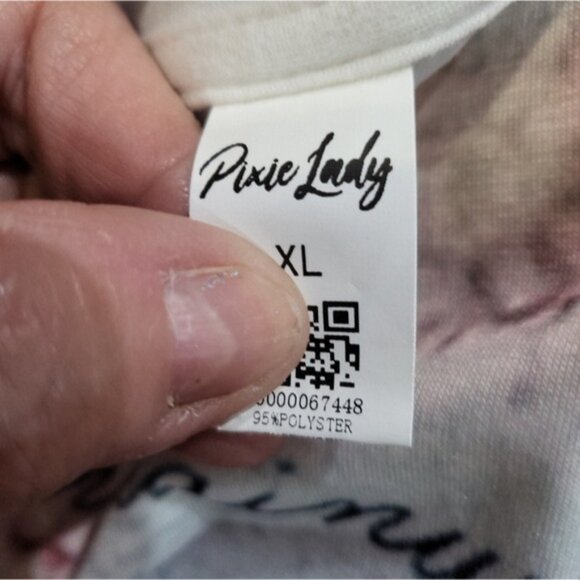 Pixie Lady
XL
000067448
95%POLYSTER